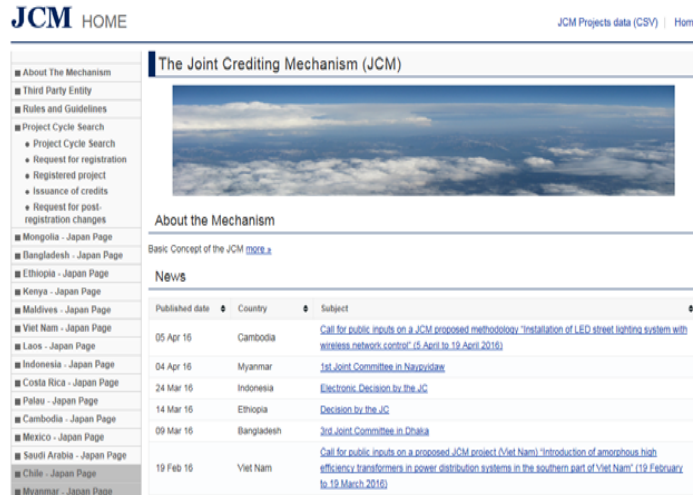 JCM HOME
JCM Projects data (CSV) | Hom
About The Mechanism
Third Party Entity
Rules and Guidelines
Project Cycle Search
Project Cycle Search
Request for registration
Registered project
Issuance of credits
Request for post-
registration changes
Mongolia - Japan Page
Bangladesh - Japan Page
Ethiopia - Japan Page
Kenya - Japan Page
Maldives - Japan Page
Viet Nam - Japan Page
Laos - Japan Page
Indonesia - Japan Page
Costa Rica - Japan Page
Palau - Japan Page
Cambodia - Japan Page
Mexico - Japan Page
Saudi Arabia - Japan Page
Chile - Japan Page
Myanmar - Japan Page
The Joint Crediting Mechanism (JCM)
About the Mechanism
Basic Concept of the JCM more »
News
Published date Country Subject
05 Apr 16 Cambodia Call for public inputs on a JCM proposed methodology "Installation of LED street lighting system with
wireless network control" (5 April to 19 April 2016)
04 Apr 16 Myanmar 1st Joint Committee in Naypyidaw
24 Mar 16 Indonesia Electronic Decision by the JC
14 Mar 16 Ethiopia Decision by the JC
09 Mar 16 Bangladesh 3rd Joint Committee in Dhaka
19 Feb 16 Viet Nam Call for public inputs on a proposed JCM project (Viet Nam) "Introduction of amorphous high
efficiency transformers in power distribution systems in the southern part of Viet Nam" (19 February
to 19 March 2016)